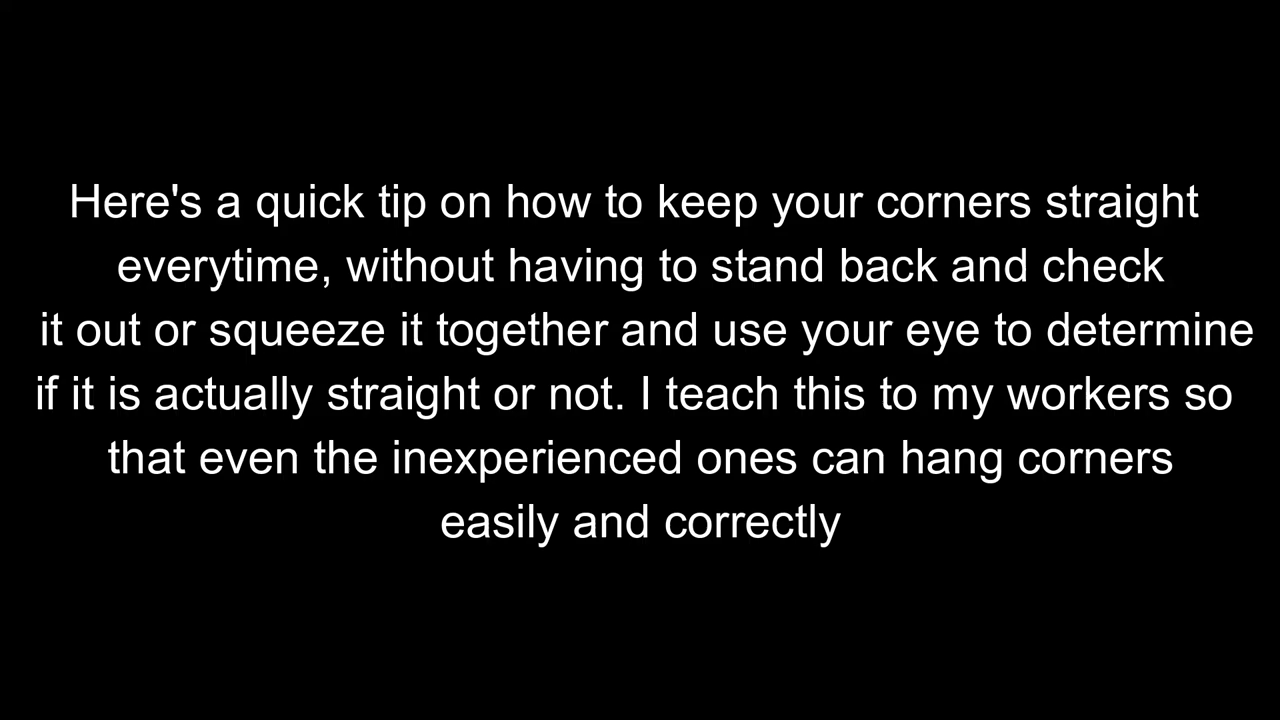 Here's a quick tip on how to keep your corners straight
everytime, without having to stand back and check
it out or squeeze it together and use your eye to determine
if it is actually straight or not. I teach this to my workers so
that even the inexperienced ones can hang corners
easily and correctly